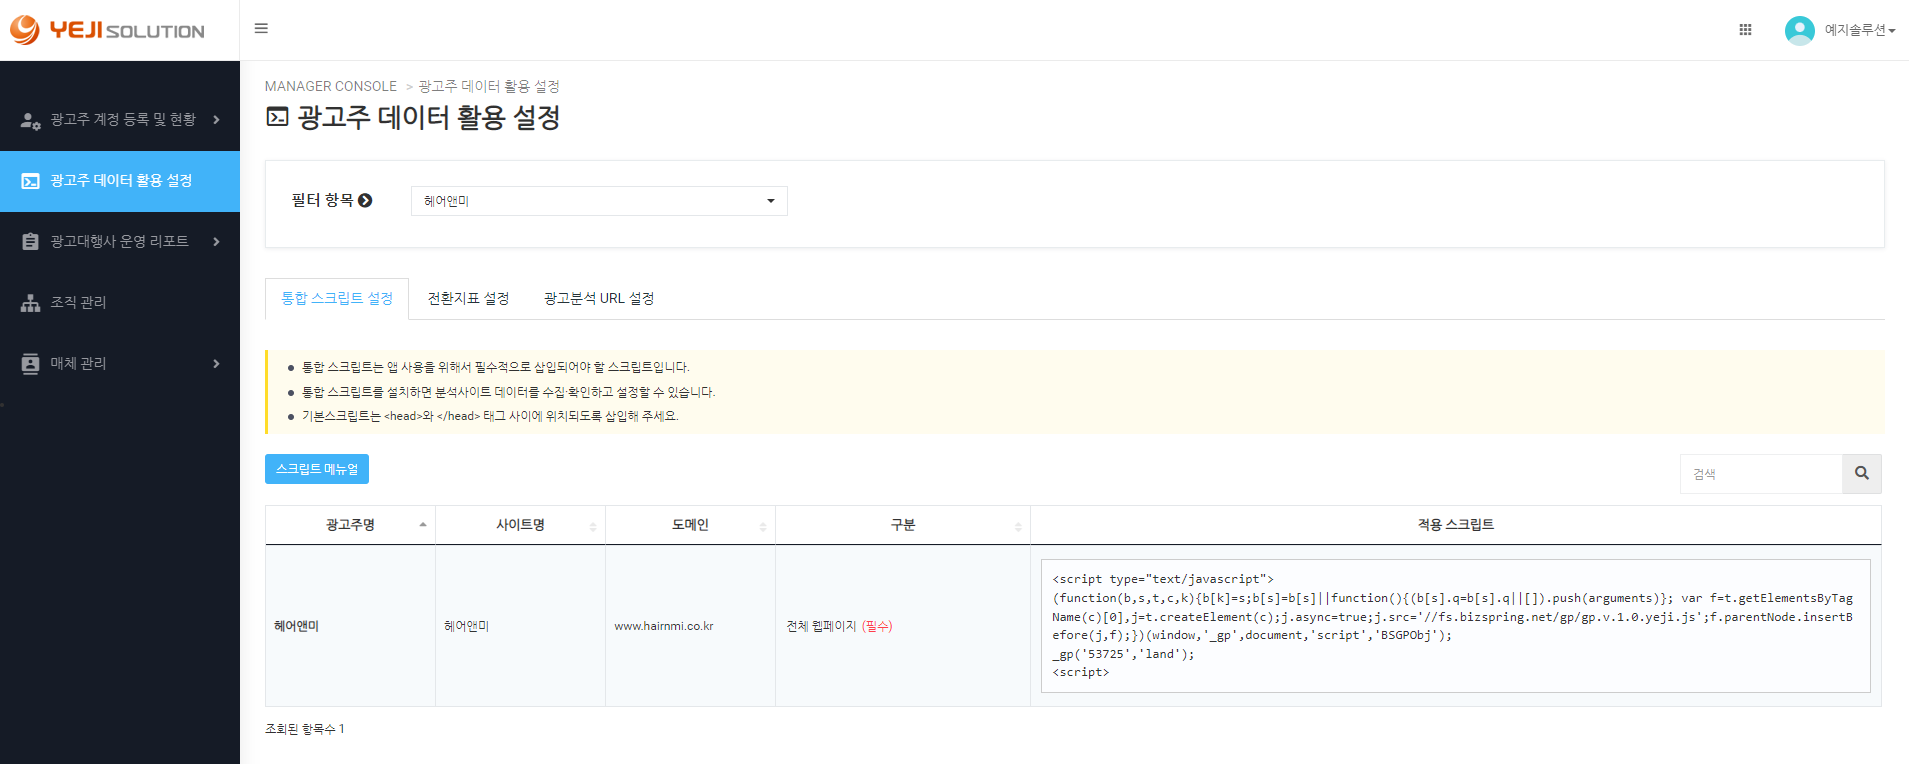 YEJI SOLUTION
예지솔루션
광고주 계정 등록 및 현황
광고주 데이터 활용 설정
광고대행사 운영 리포트
조직 관리
매체 관리
MANAGER CONSOLE > 광고주 데이터 활용 설정
광고주 데이터 활용 설정
필터 항목
헤어앤미
통합 스크립트 설정 전환지표 설정 광고분석 URL 설정
통합 스크립트는 앱 사용을 위해서 필수적으로 삽입되어야 할 스크립트입니다.
통합 스크립트를 설치하면 분석사이트 데이터를 수집·확인하고 설정할 수 있습니다.
기본스크립트는 <head>와 </head> 태그 사이에 위치되도록 삽입해 주세요.
스크립트 메뉴얼
검색
광고주명 사이트명 도메인 구분 적용 스크립트
헤어앤미 헤어앤미 www.hairnmi.co.kr 전체 웹페이지 (필수)
<script type="text/javascript">
(function(b,s,t,c,k){b[k]=s;b[s]=b[s]||function(){(b[s].q=b[s].q||[]).push(arguments)}; var f=t.getElementsByTag
Name(c)[0],j=t.createElement(c);j.async=true;j.src='//fs.bizspring.net/gp/gp.v.1.0.yeji.js';f.parentNode.insertB
efore(j,f);})(window,'_gp',document,'script','BSGPObj');
_gp('53725','land');
<script>
조회된 항목수 1